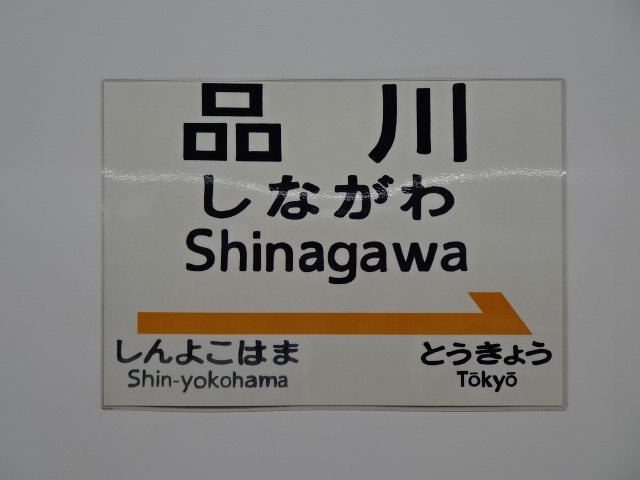 品川
しながわ
Shinagawa
しんよこはま とうきょう
Shin-yokohama Tōkyō